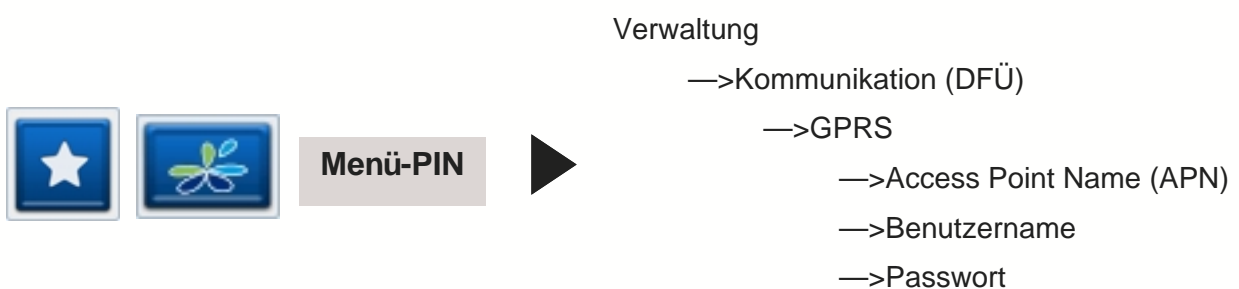 Menü-PIN
Verwaltung
—>Kommunikation (DFÜ)
—>GPRS
—>Access Point Name (APN)
—>Benutzername
—>Passwort